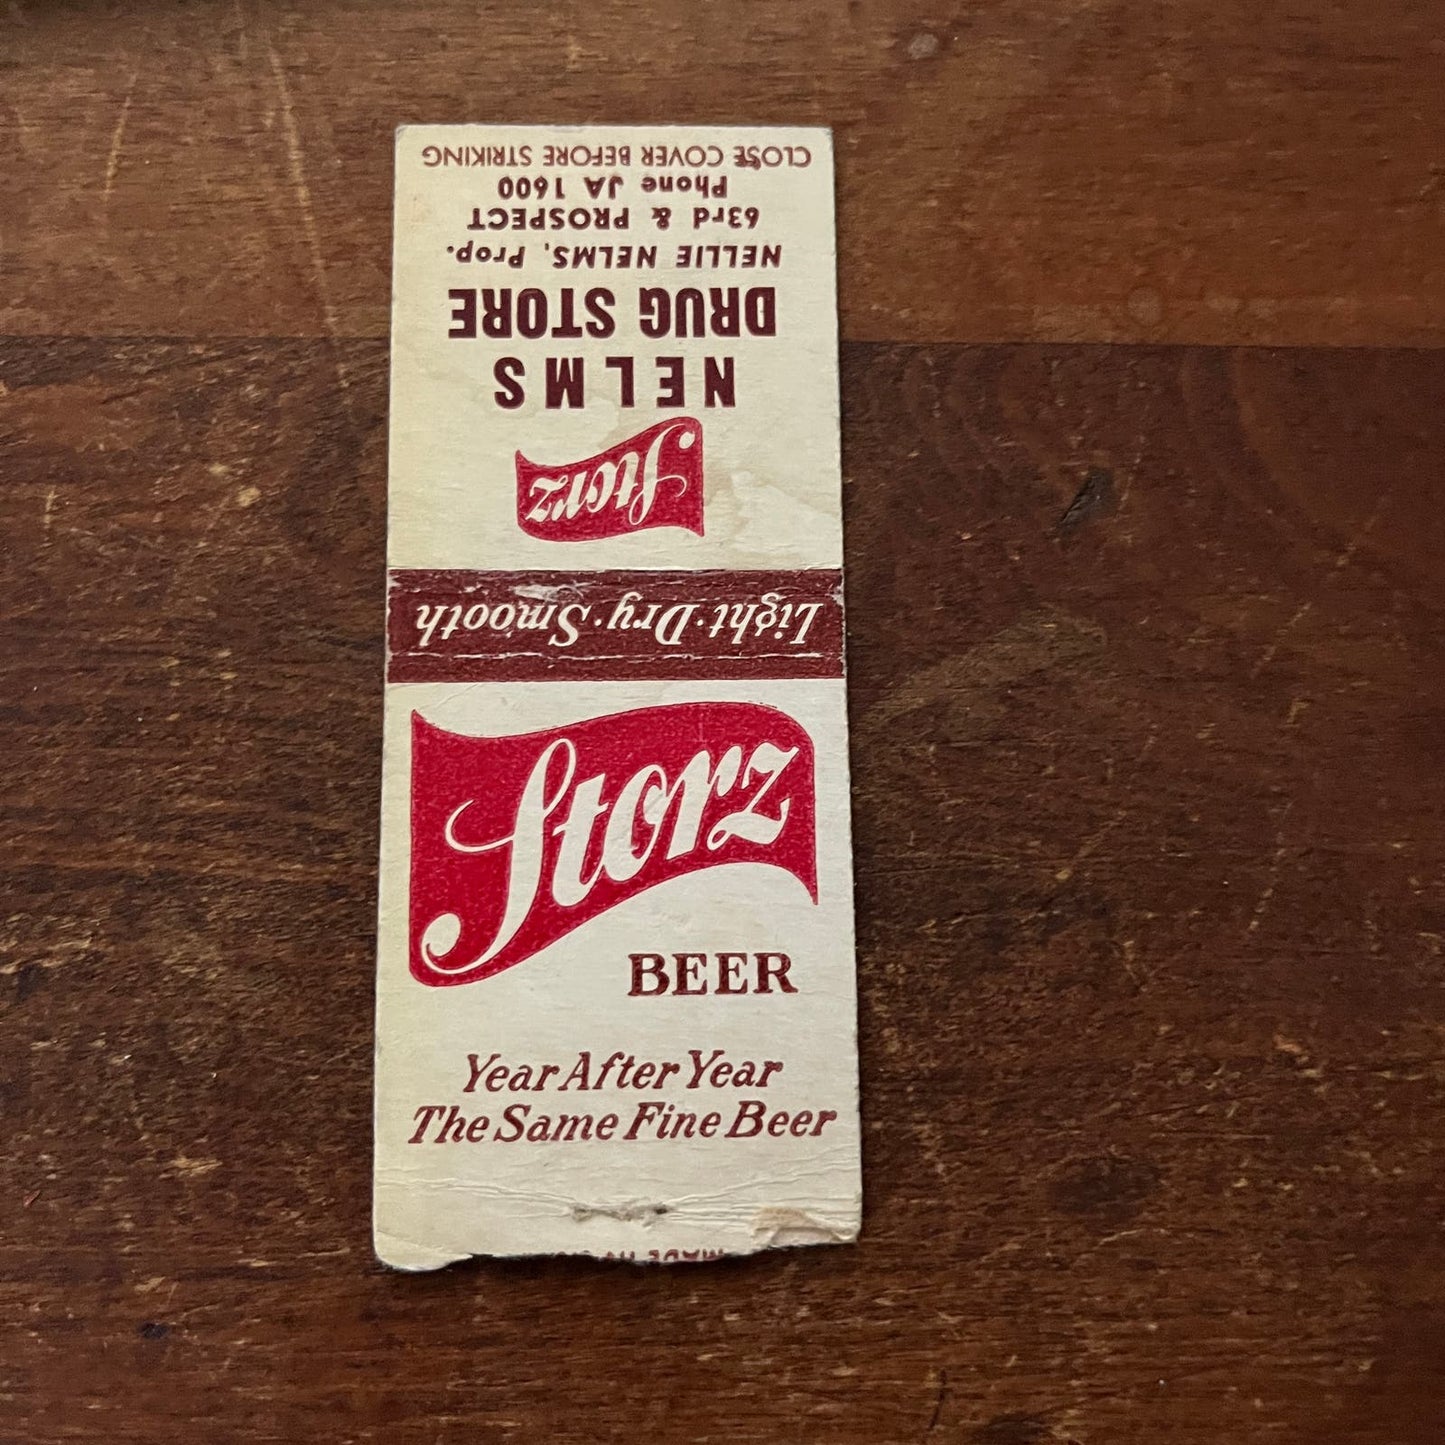 Storz
BEER
Year After Year
The Same Fine Beer
Light·Dry·Smooth
Storz
NELMS
DRUG STORE
NELLIE NELMS, Prop.
63rd & PROSPECT
Phone JA 1600
CLOSE COVER BEFORE STRIKING
MADE